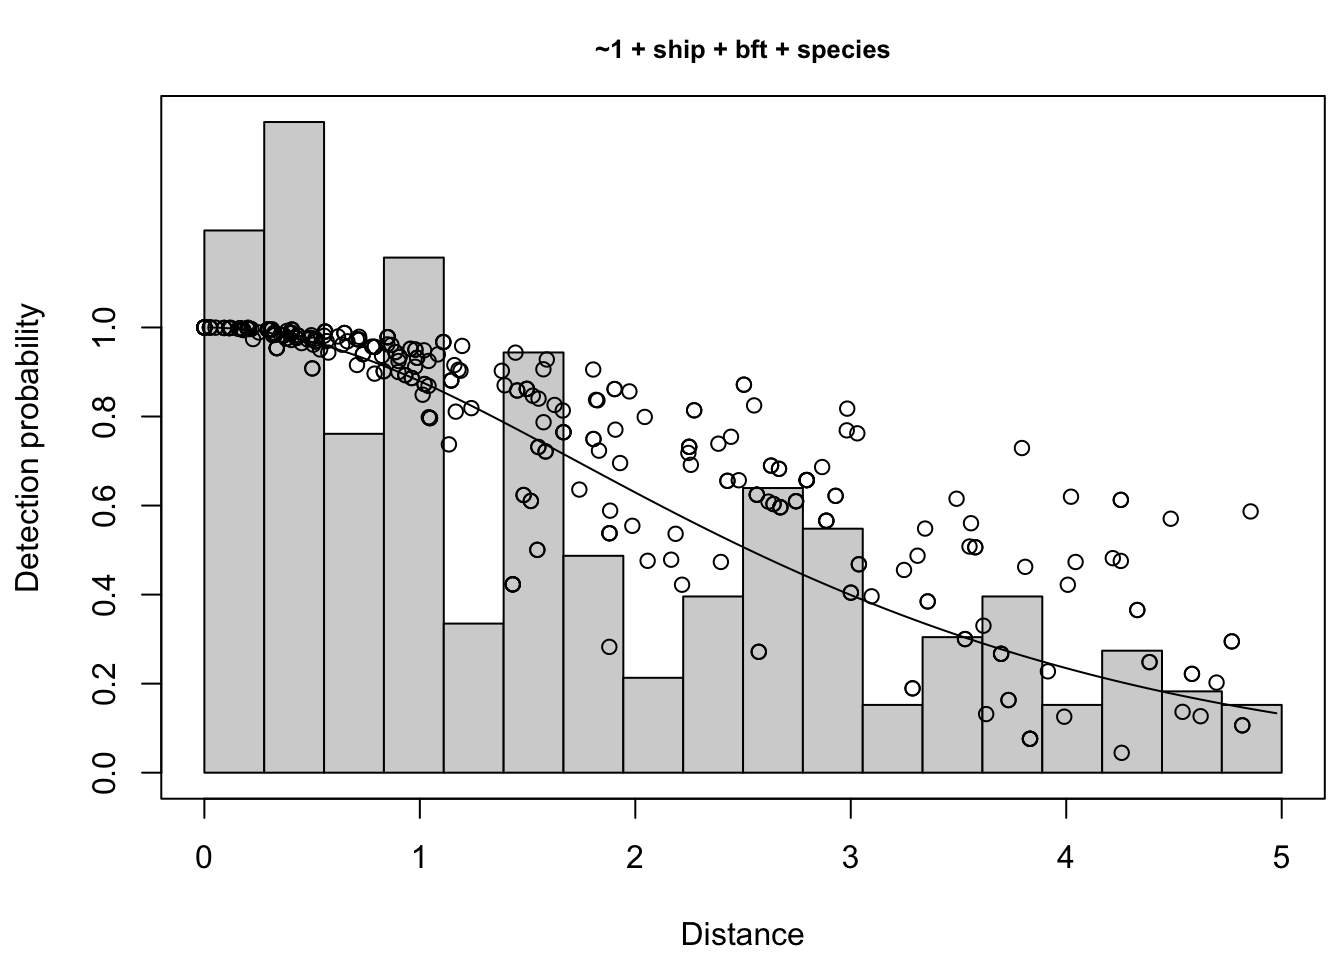 ~1 + ship + bft + species
Detection probability
1.0
0.8
0.6
0.4
0.2
0.0
0 1 2 3 4 5
Distance